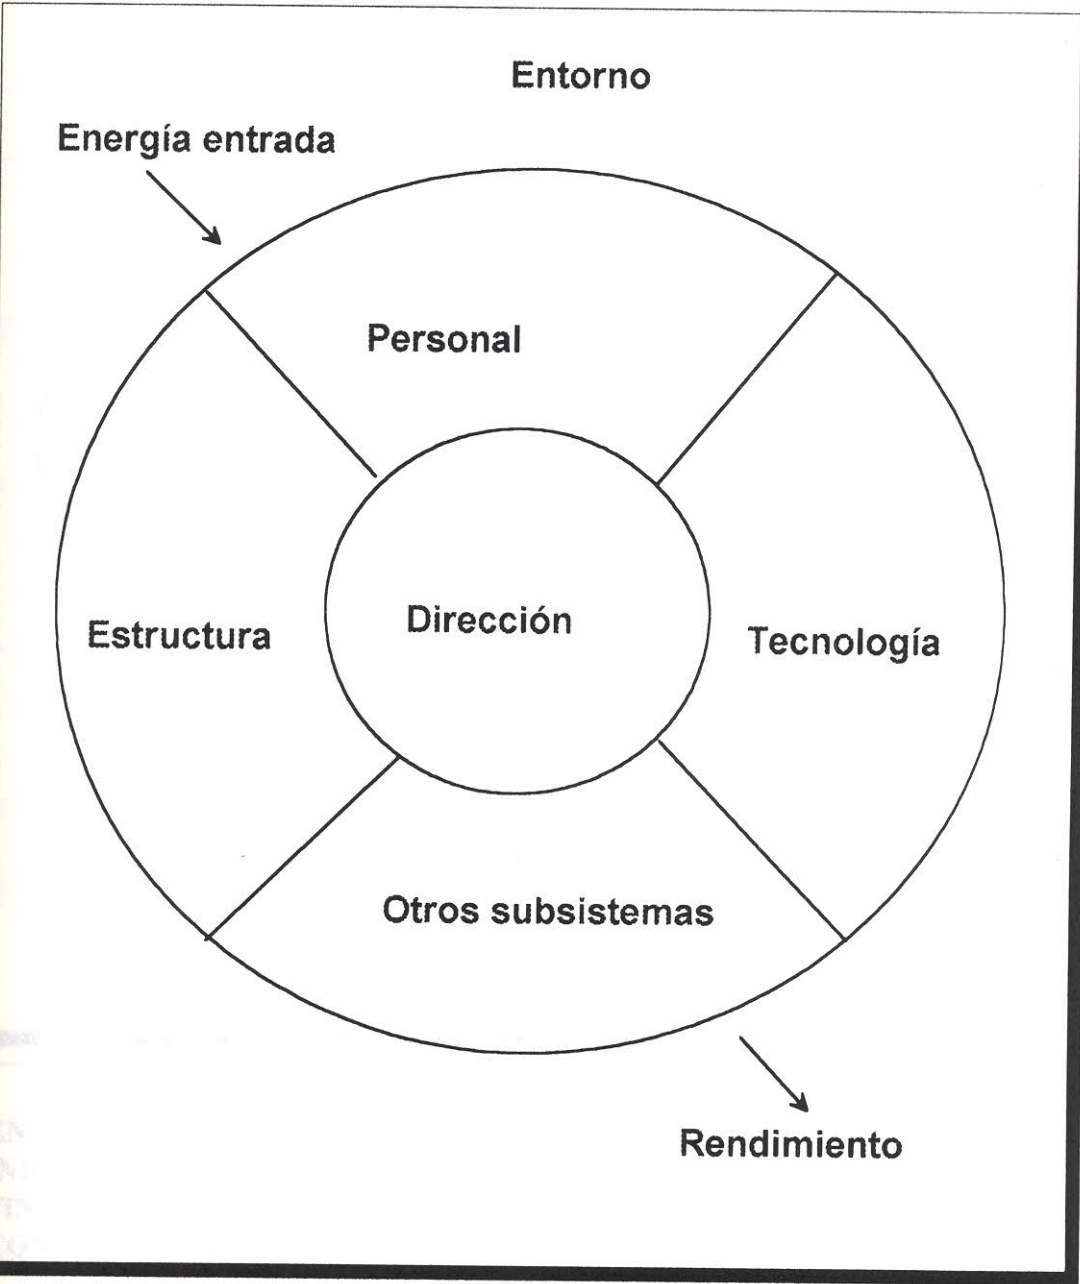 Entorno
Energía entrada
Personal
Estructura
Dirección
Tecnología
Otros subsistemas
Rendimiento